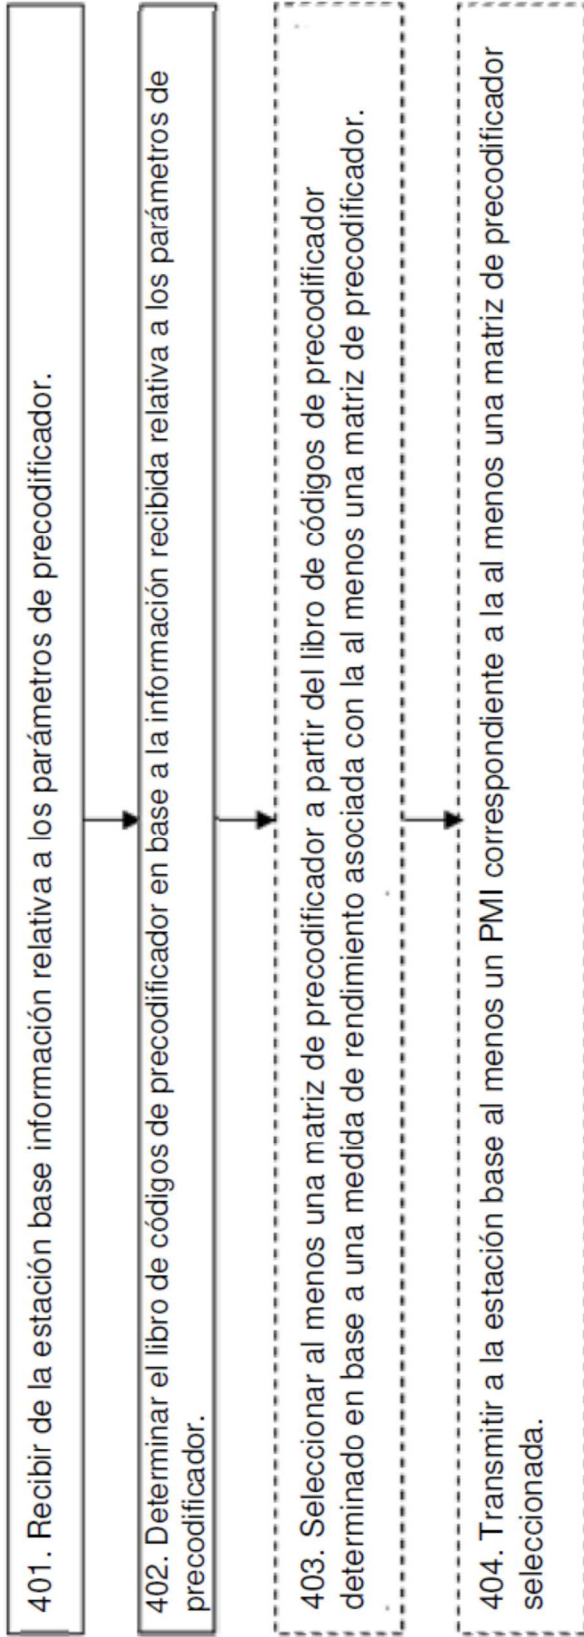 401. Recibir de la estación base información relativa a los parámetros de precodificador.
402. Determinar el libro de códigos de precodificador en base a la información recibida relativa a los parámetros de
precodificador.
403. Seleccionar al menos una matriz de precodificador a partir del libro de códigos de precodificador
determinado en base a una medida de rendimiento asociada con la al menos una matriz de precodificador.
404. Transmitir a la estación base al menos un PMI correspondiente a la al menos una matriz de precodificador
seleccionada.